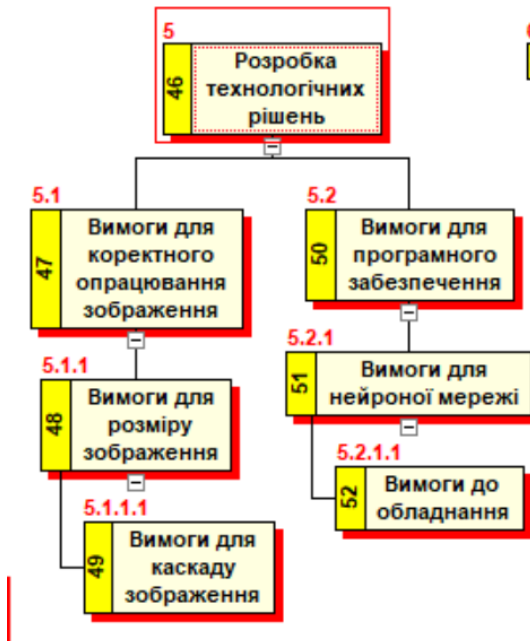 5
46
Розробка
технологічних
рішень
5.1
47
Вимоги для
коректного
опрацювання
зображення
5.2
50
Вимоги для
програмного
забезпечення
5.1.1
48
Вимоги для
розміру
зображення
5.2.1
51
Вимоги для
нейроної мережі
5.1.1.1
49
Вимоги для
каскаду
зображення
5.2.1.1
52
Вимоги до
обладнання